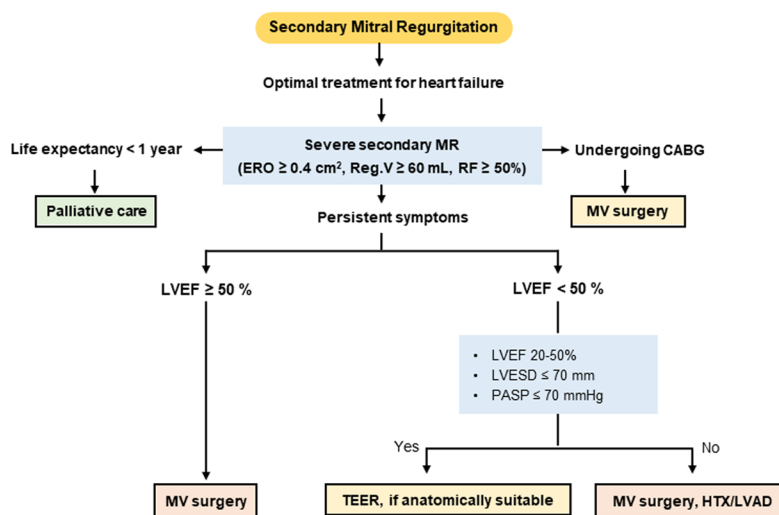 Secondary Mitral Regurgitation
Optimal treatment for heart failure
Life expectancy < 1 year
Severe secondary MR
(ERO ≥ 0.4 cm², Reg.V ≥ 60 mL, RF ≥ 50%)
Undergoing CABG
Palliative care
Persistent symptoms
MV surgery
LVEF ≥ 50 %
LVEF < 50 %
• LVEF 20-50%
• LVESD ≤ 70 mm
• PASP ≤ 70 mmHg
Yes
No
MV surgery
TEER, if anatomically suitable
MV surgery, HTX/LVAD